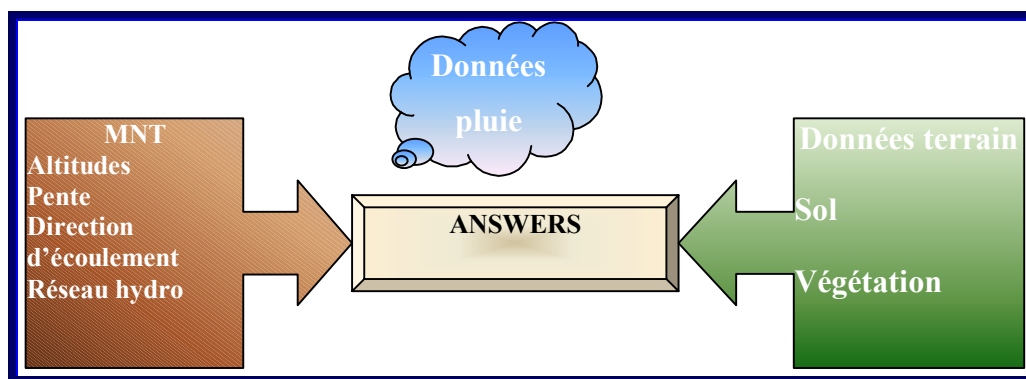 Données
pluie
MNT
Altitudes
Pente
Direction
d'écoulement
Réseau hydro
ANSWERS
Données terrain
Sol
Végétation